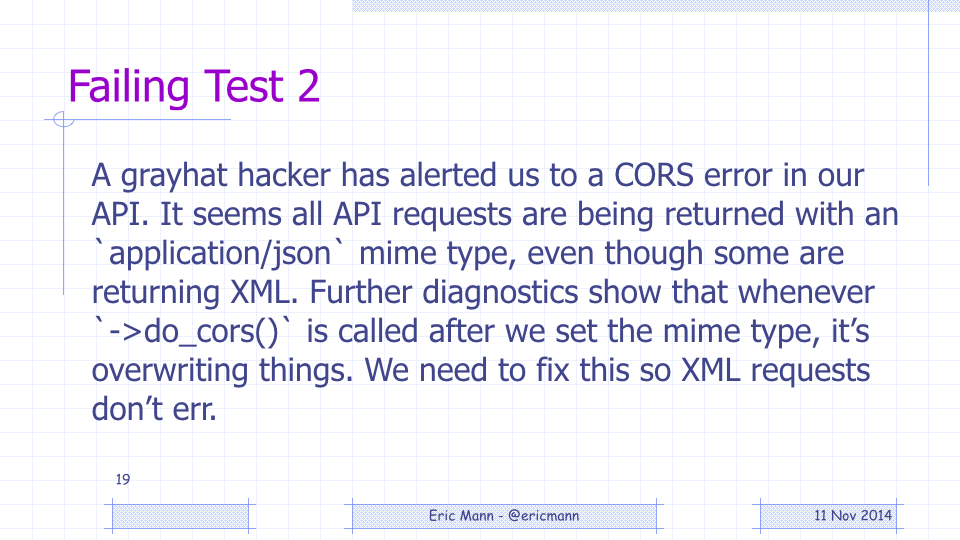 Failing Test 2
A grayhat hacker has alerted us to a CORS error in our
API. It seems all API requests are being returned with an
`application/json` mime type, even though some are
returning XML. Further diagnostics show that whenever
`->do_cors()` is called after we set the mime type, it’s
overwriting things. We need to fix this so XML requests
don’t err.
19
Eric Mann - @ericmann
11 Nov 2014